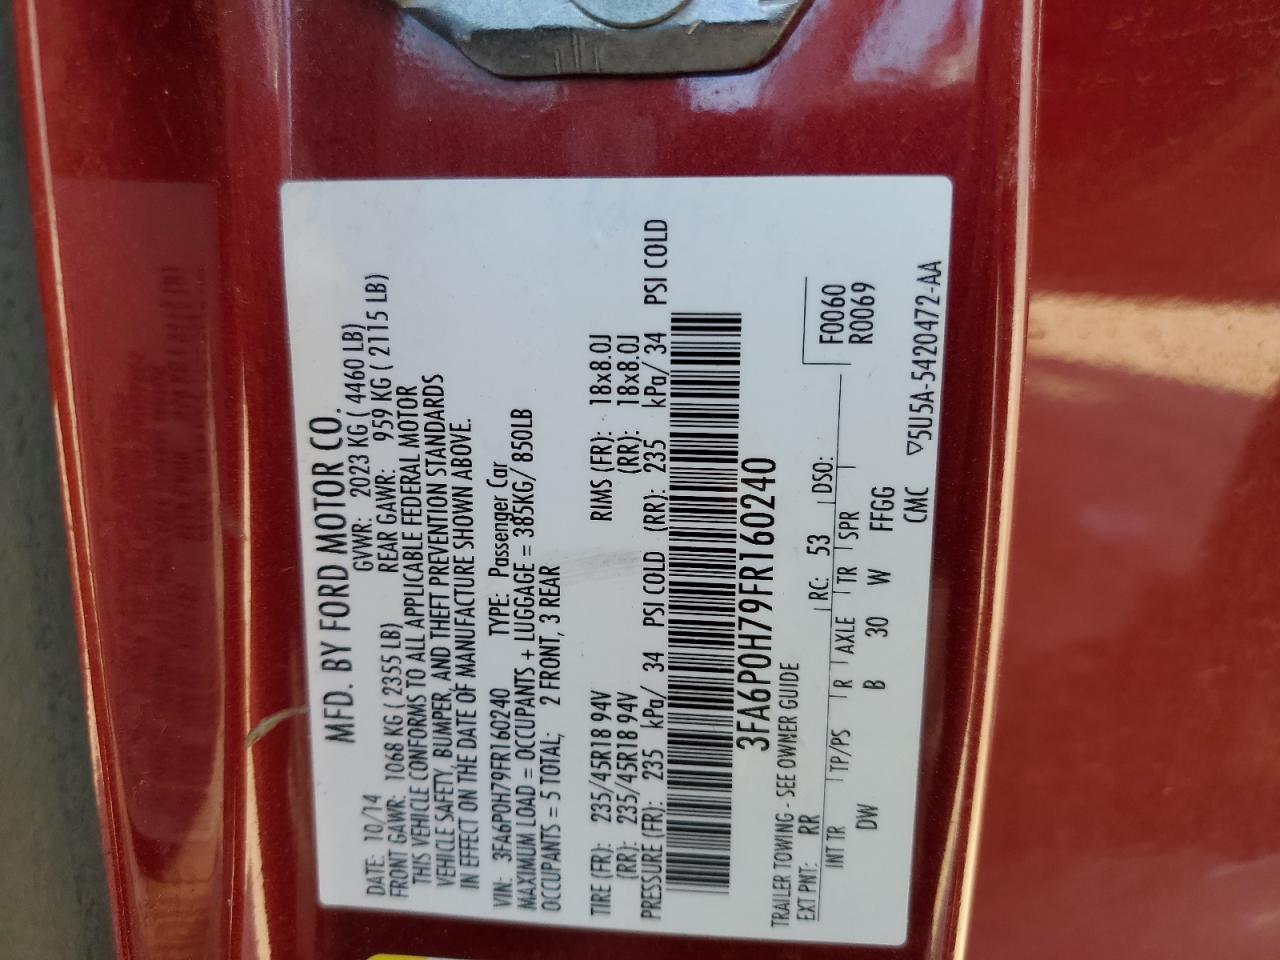 MFD. BY FORD MOTOR CO.
DATE: 10/14 GVWR: 2023 KG ( 4460 LB)
FRONT GAWR: 1068 KG ( 2355 LB) REAR GAWR: 959 KG ( 2115 LB)
THIS VEHICLE CONFORMS TO ALL APPLICABLE FEDERAL MOTOR
VEHICLE SAFETY, BUMPER, AND THEFT PREVENTION STANDARDS
IN EFFECT ON THE DATE OF MANUFACTURE SHOWN ABOVE.
VIN: 3FA6P0H79FR160240 TYPE: Passenger Car
MAXIMUM LOAD = OCCUPANTS + LUGGAGE = 385KG/ 850LB
OCCUPANTS = 5 TOTAL; 2 FRONT, 3 REAR
TIRE (FR): 235/45R18 94V RIMS (FR): 18x8.0J
(RR): 235/45R18 94V (RR): 18x8.0J
PRESSURE (FR): 235 kPa/ 34 PSI COLD (RR): 235 kPa/ 34 PSI COLD
3FA6P0H79FR160240
TRAILER TOWING - SEE OWNER GUIDE
F0060
R0069
EXT PNT: RR RC: 53 DSO:
INT TR TP/PS R AXLE TR SPR
DW B 30 W FFGG
CMC ▽5U5A-5420472-AA